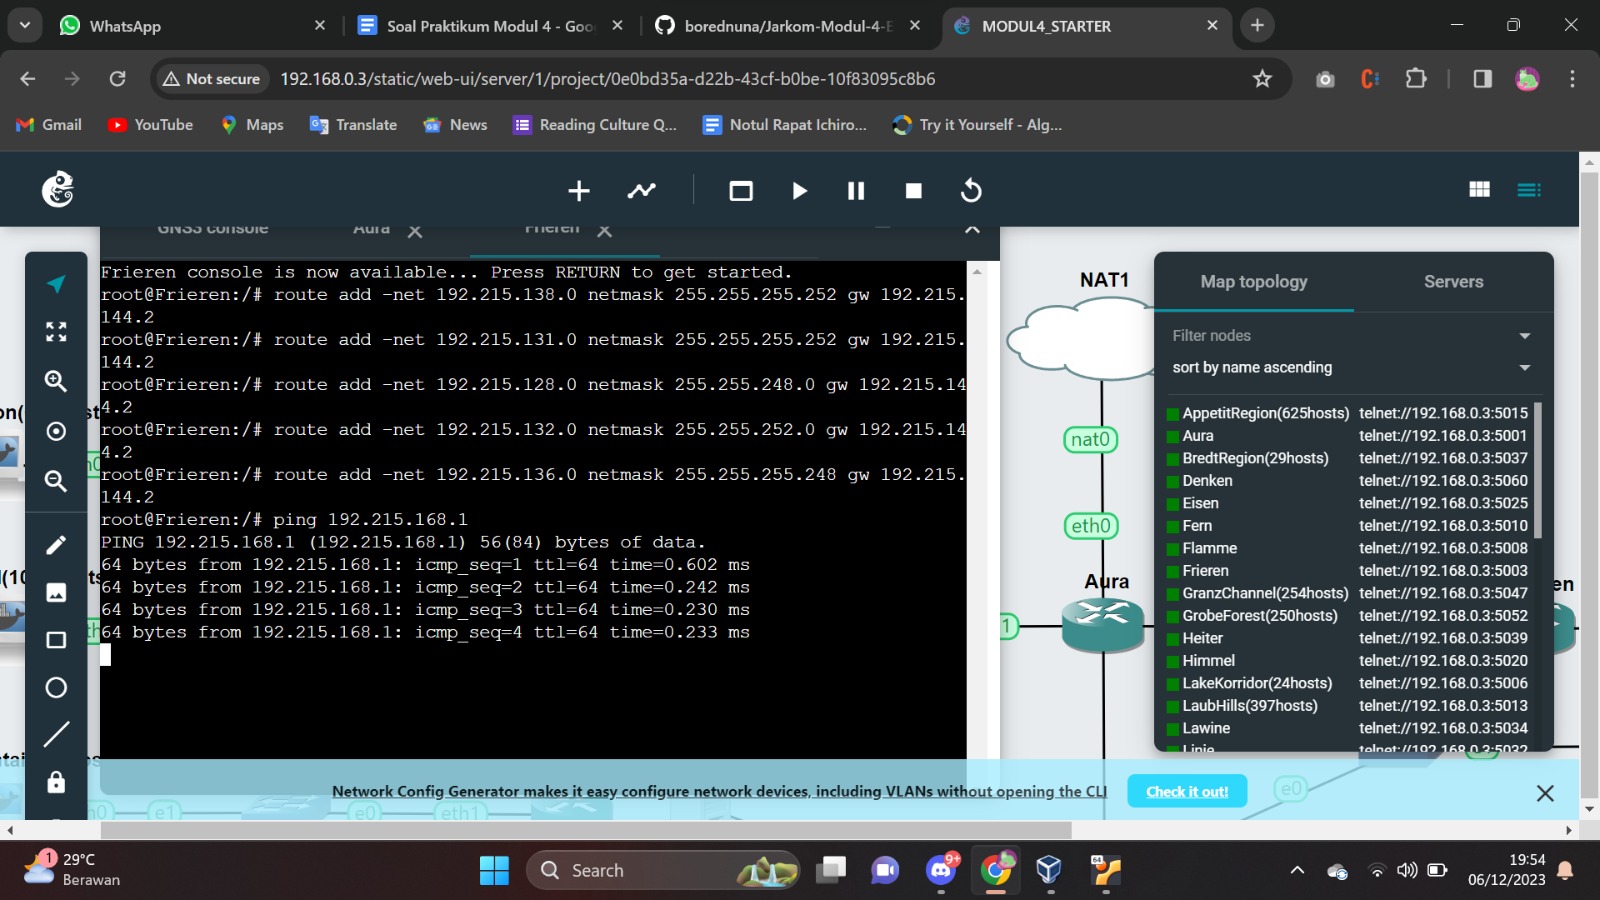 WhatsApp
Soal Praktikum Modul 4 - Goo
borednuna/Jarkom-Modul-4-E
MODUL4_STARTER
Not secure
192.168.0.3/static/web-ui/server/1/project/0e0bd35a-d22b-43cf-b0be-10f83095c8b6
Gmail
YouTube
Maps
Translate
News
Reading Culture Q...
Notul Rapat Ichiro...
Try it Yourself - Alg...
GNS3 console
Aura
Frieren
Frieren console is now available... Press RETURN to get started.
root@Frieren:/# route add -net 192.215.138.0 netmask 255.255.255.252 gw 192.215.
144.2
root@Frieren:/# route add -net 192.215.131.0 netmask 255.255.255.252 gw 192.215.
144.2
root@Frieren:/# route add -net 192.215.128.0 netmask 255.255.248.0 gw 192.215.14
4.2
root@Frieren:/# route add -net 192.215.132.0 netmask 255.255.252.0 gw 192.215.14
4.2
root@Frieren:/# route add -net 192.215.136.0 netmask 255.255.255.248 gw 192.215.
144.2
root@Frieren:/# ping 192.215.168.1
PING 192.215.168.1 (192.215.168.1) 56(84) bytes of data.
64 bytes from 192.215.168.1: icmp_seq=1 ttl=64 time=0.602 ms
64 bytes from 192.215.168.1: icmp_seq=2 ttl=64 time=0.242 ms
64 bytes from 192.215.168.1: icmp_seq=3 ttl=64 time=0.230 ms
64 bytes from 192.215.168.1: icmp_seq=4 ttl=64 time=0.233 ms
NAT1
nat0
eth0
Aura
1
en
Map topology
Servers
Filter nodes
sort by name ascending
AppetitRegion(625hosts) telnet://192.168.0.3:5015
Aura telnet://192.168.0.3:5001
BredtRegion(29hosts) telnet://192.168.0.3:5037
Denken telnet://192.168.0.3:5060
Eisen telnet://192.168.0.3:5025
Fern telnet://192.168.0.3:5010
Flamme telnet://192.168.0.3:5008
Frieren telnet://192.168.0.3:5003
GranzChannel(254hosts) telnet://192.168.0.3:5047
GrobeForest(250hosts) telnet://192.168.0.3:5052
Heiter telnet://192.168.0.3:5039
Himmel telnet://192.168.0.3:5020
LakeKorridor(24hosts) telnet://192.168.0.3:5006
LaubHills(397hosts) telnet://192.168.0.3:5013
Lawine telnet://192.168.0.3:5034
Linie telnet://192.168.0.3:5032
Network Config Generator makes it easy configure network devices, including VLANs without opening the CLI
Check it out!
e0
e1
e0
eth1
1
29°C
Berawan
Search
9+
64
19:54
06/12/2023